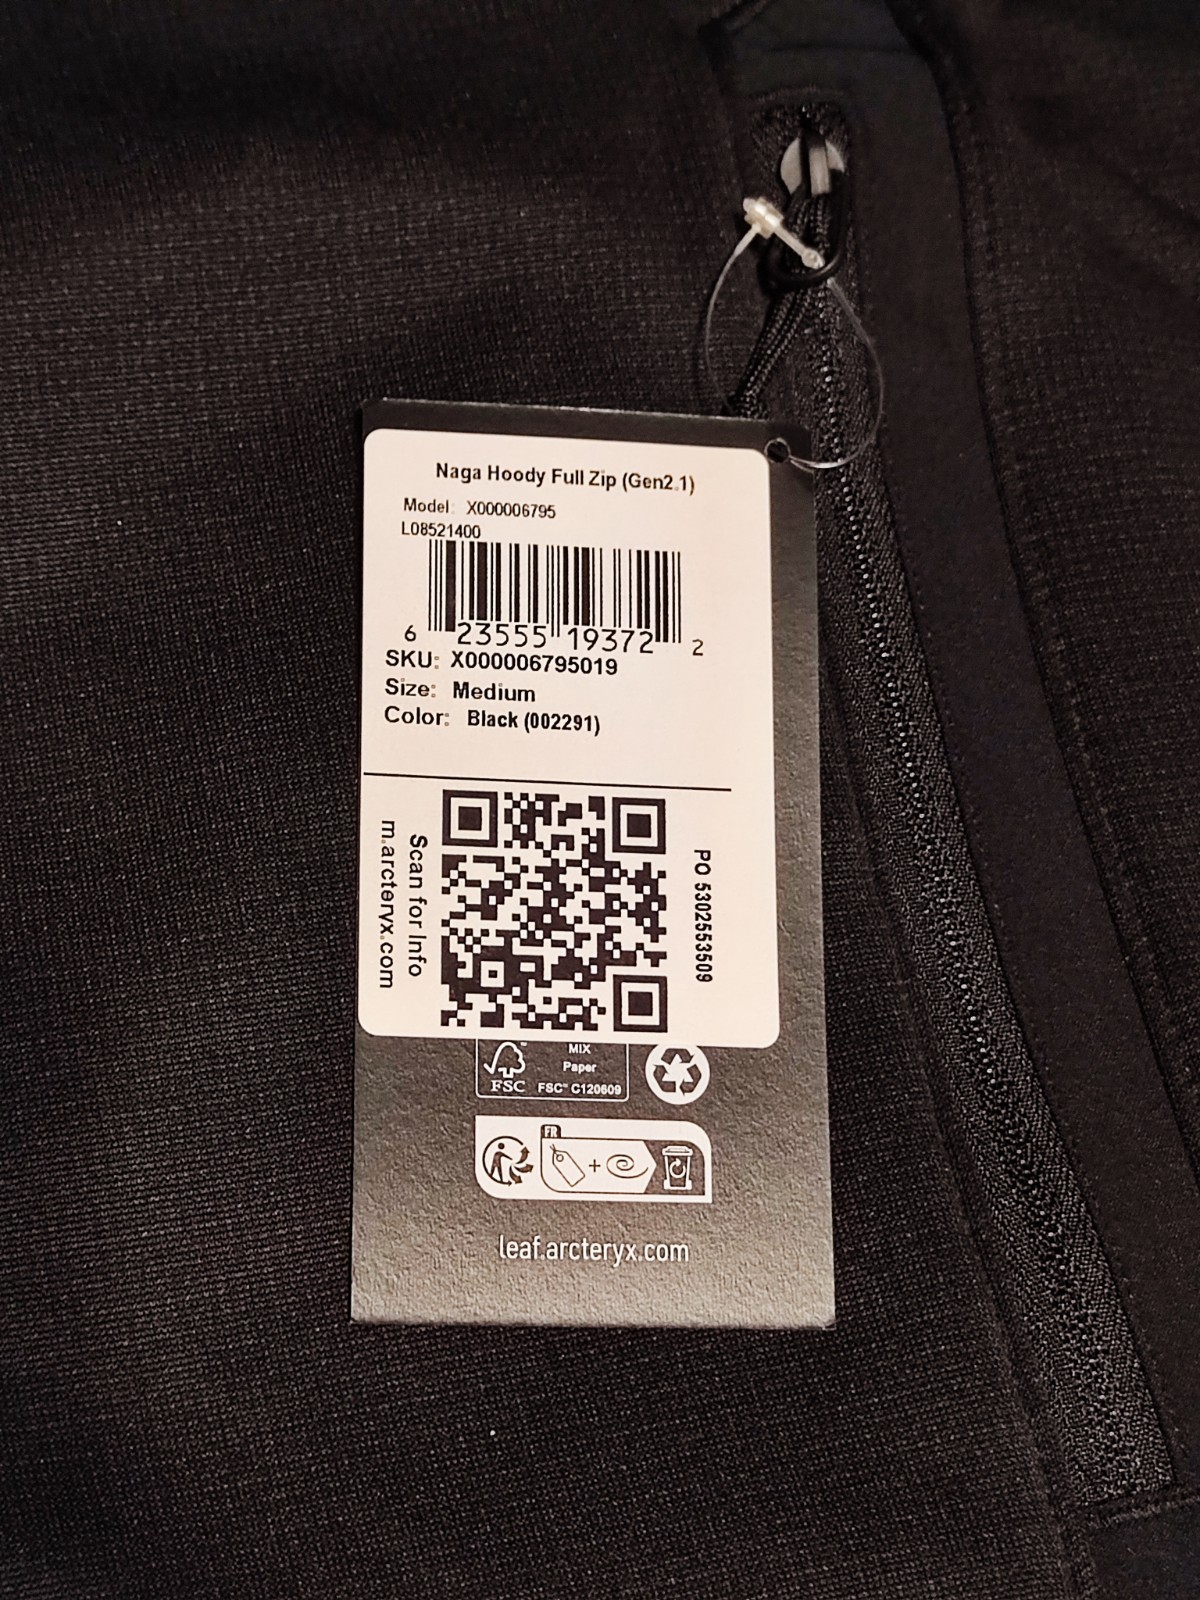 Naga Hoody Full Zip (Gen2.1)
Model: X000006795
L08521400
6 23555 19372 2
SKU: X000006795019
Size: Medium
Color: Black (002291)
Scan for Info
m.arcteryx.com
PO 5302553509
FSC™
MIX
Paper
FSC™ C120609
FR
+
leaf.arcteryx.com